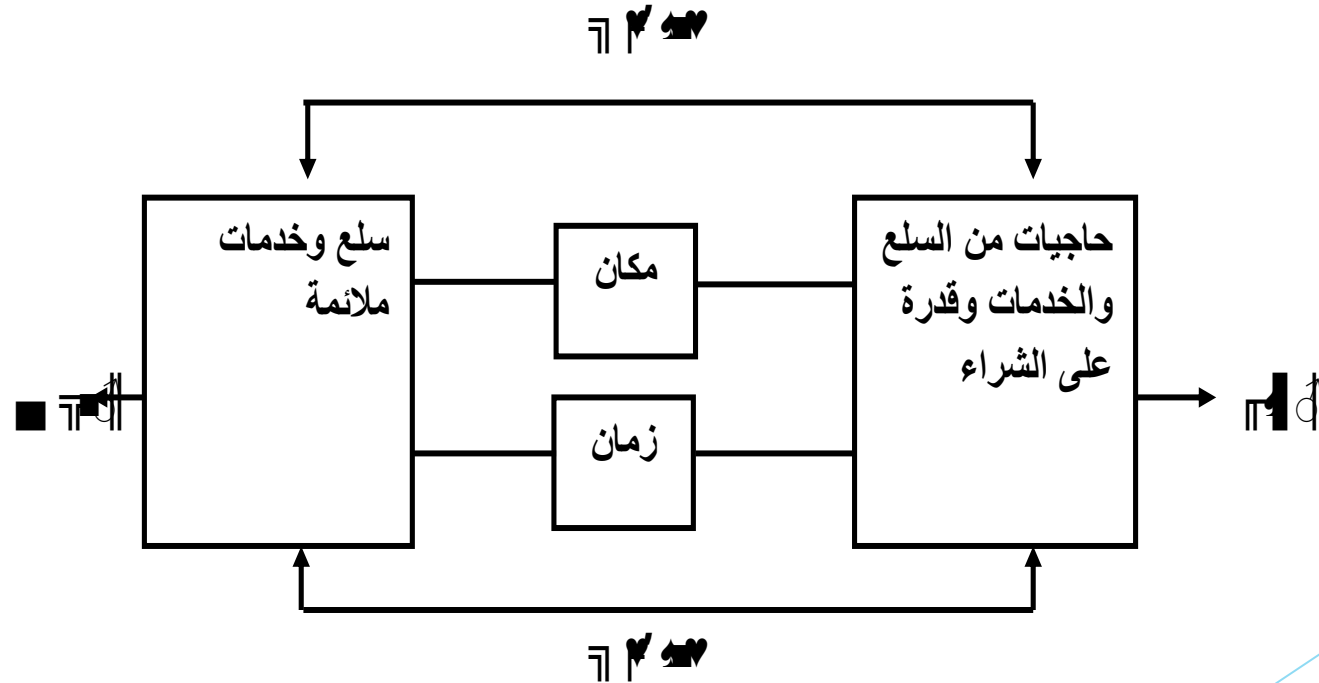 حاجيات من السلع
والخدمات وقدرة
على الشراء
مكان
زمان
سلع وخدمات
ملائمة